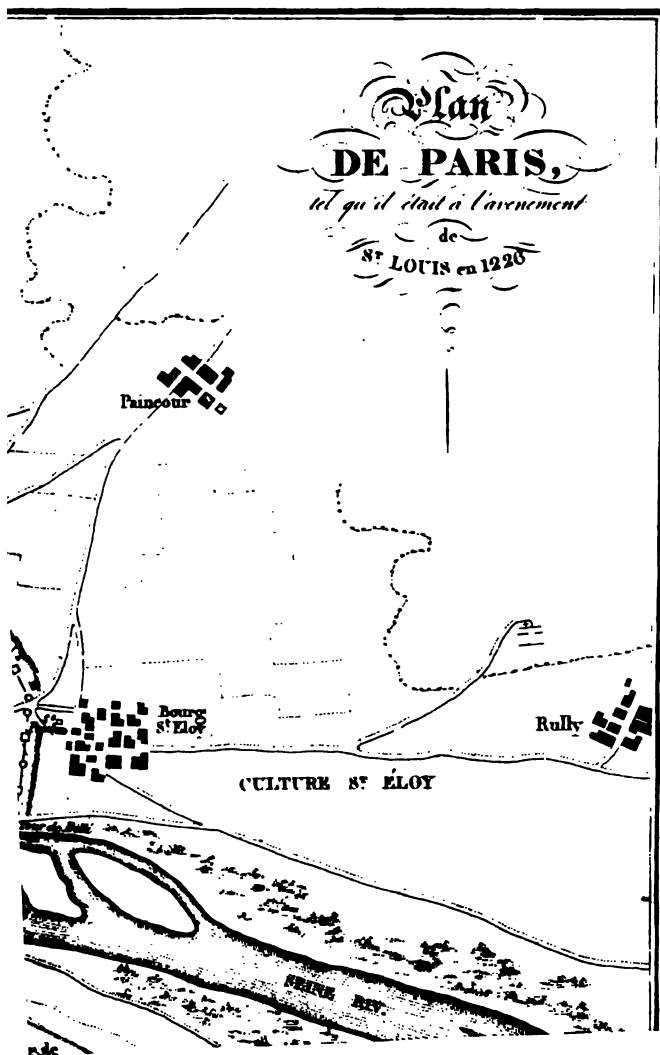 Plan
DE PARIS,
tel qu'il était à l'avenement
de
St LOUIS en 1226
Paincour
Bourg
St Eloy
Rully
CULTURE St ÉLOY
SEINE RIV.